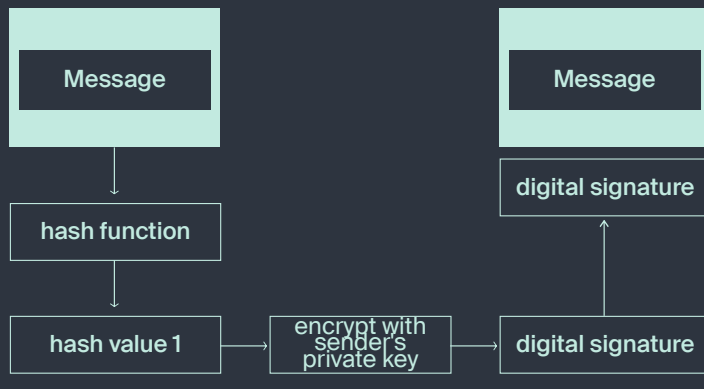 Message
hash function
hash value 1
encrypt with
sender's
private key
digital signature
Message
digital signature